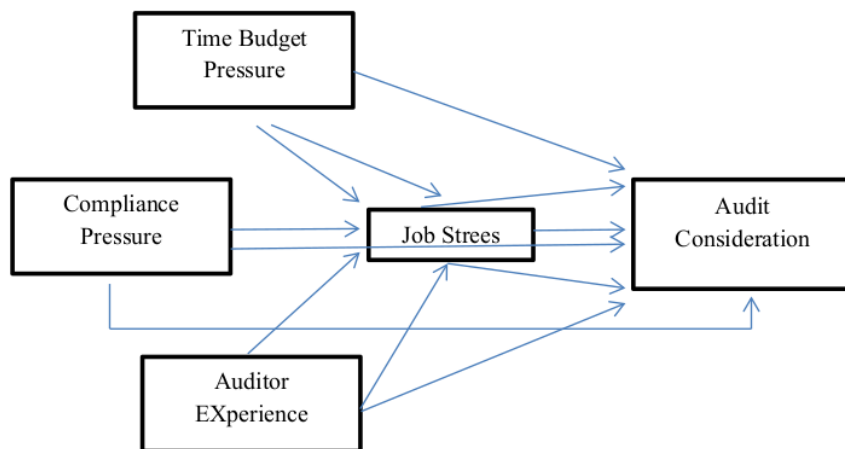 Time Budget
Pressure
Compliance
Pressure
Job Strees
Audit
Consideration
Auditor
EXperience